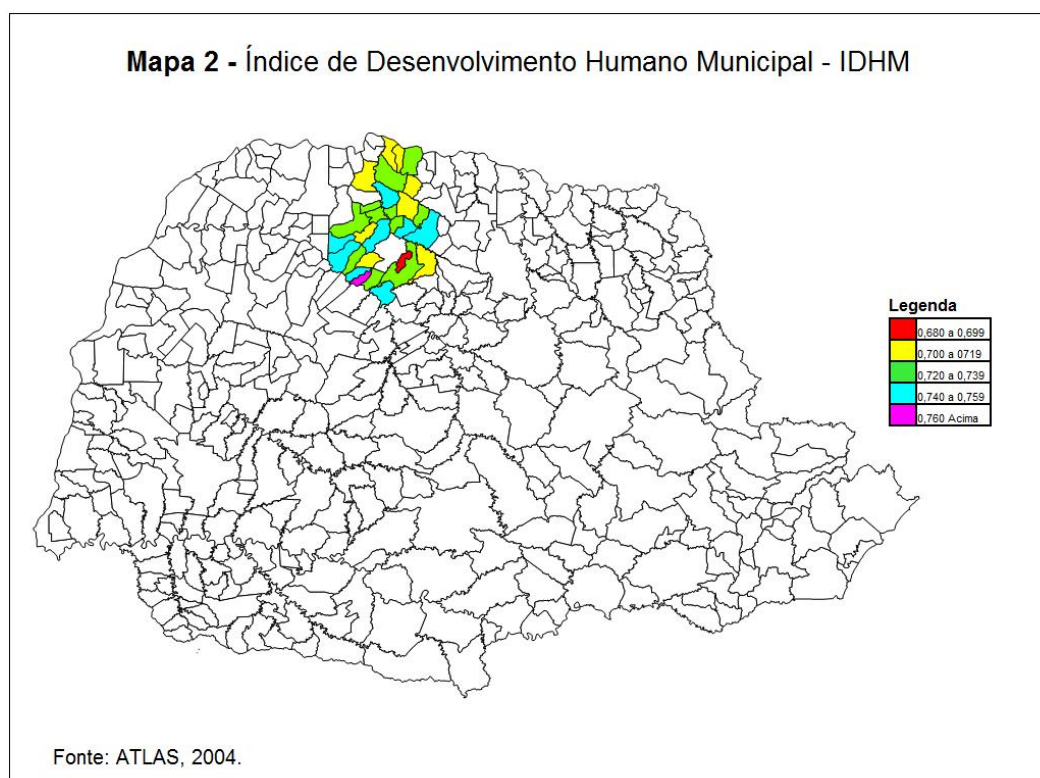 Mapa 2 - Índice de Desenvolvimento Humano Municipal - IDHM
Legenda
0,680 a 0,699
0,700 a 0719
0,720 a 0,739
0,740 a 0,759
0,760 Acima
Fonte: ATLAS, 2004.